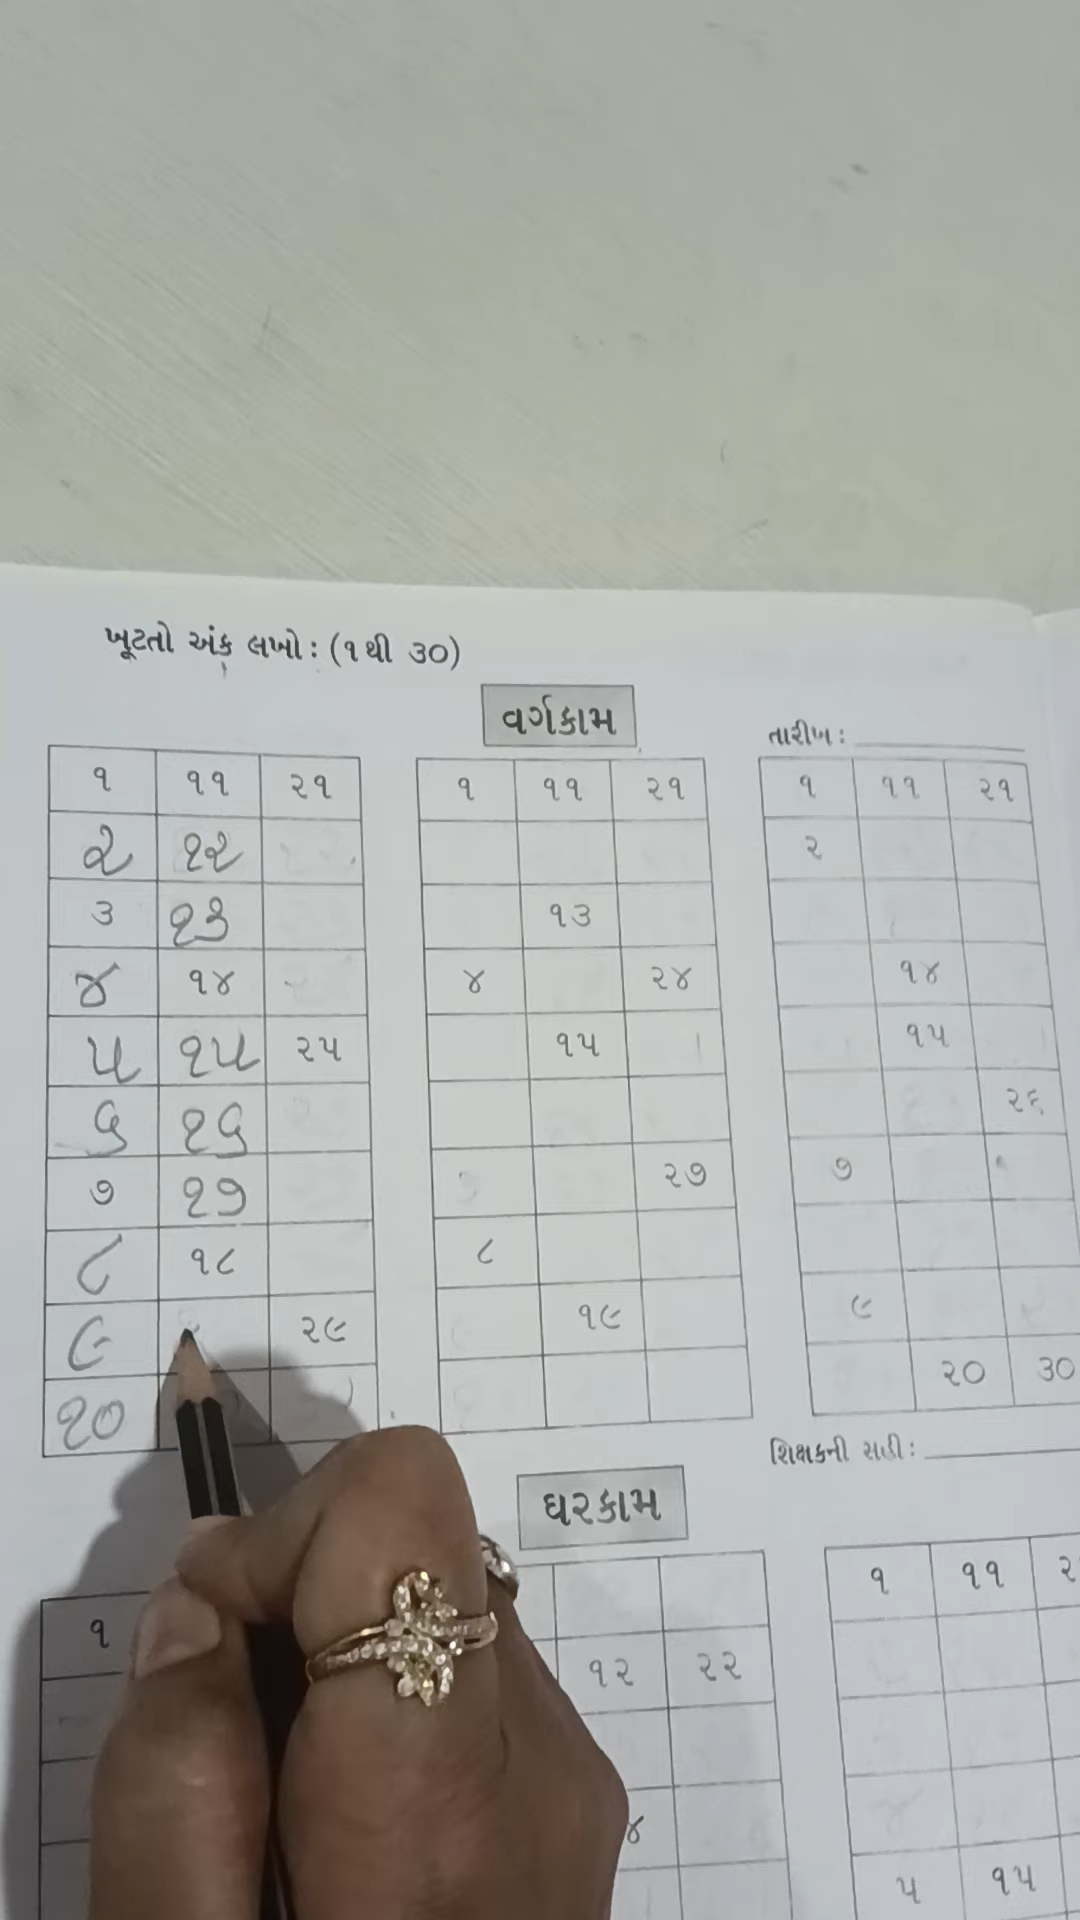 ખૂટતો અંક લખો : (૧થી ૩૦)
વર્ગકામ
તારીખ :
૧ ૧૧ ૨૧
૨ ૧૨
૩ ૧૩
૪ ૧૪
૫ ૧૫ ૨૫
૬ ૧૬
૭ ૧૭
૮ ૧૮
૯ ૨૯
૧૦
૧ ૧૧ ૨૧
૧૩
૪ ૨૪
૧૫
૨૭
૮
૧૯
૧ ૧૧ ૨૧
૨
૧૪
૧૫
૨૬
૭
૯
૨૦ ૩૦
શિક્ષકની સહી :
ઘરકામ
૧
૧૨ ૨૨
૪
૧ ૧૧
૫ ૧૫